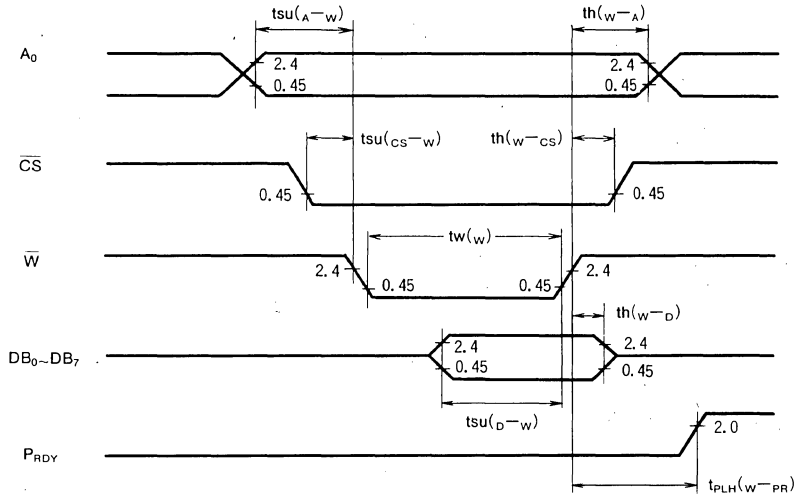 tsu(A—W) th(W—A)
A0 2.4 2.4
0.45 0.45
tsu(CS—W) th(W—CS)
C̅S̅ 0.45 0.45
tw(W)
W̅ 2.4 0.45 0.45 2.4
th(W—D)
DB0~DB7 2.4 2.4
0.45 0.45
tsu(D—W)
PRDY 2.0
tPLH(W—PR)